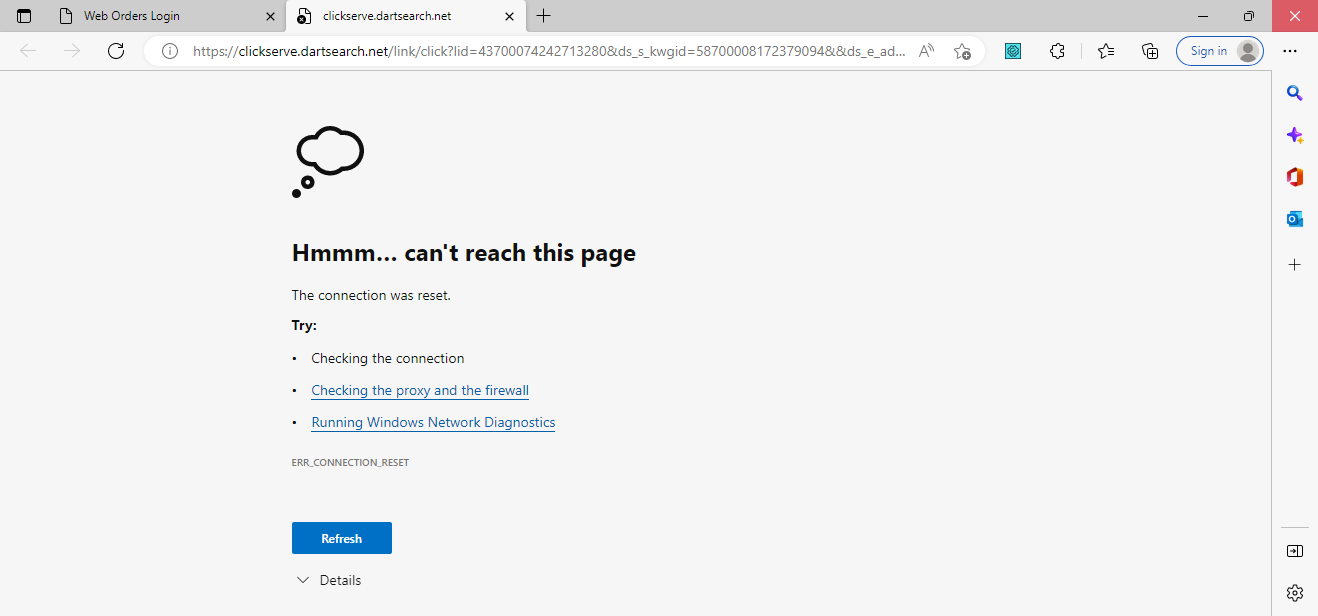 Web Orders Login
clickserve.dartsearch.net
https://clickserve.dartsearch.net/link/click?lid=43700074242713280&ds_s_kwgid=58700008172379094&&ds_e_ad...
Sign in
Hmmm... can't reach this page
The connection was reset.
Try:
• Checking the connection
• Checking the proxy and the firewall
• Running Windows Network Diagnostics
ERR_CONNECTION_RESET
Refresh
Details